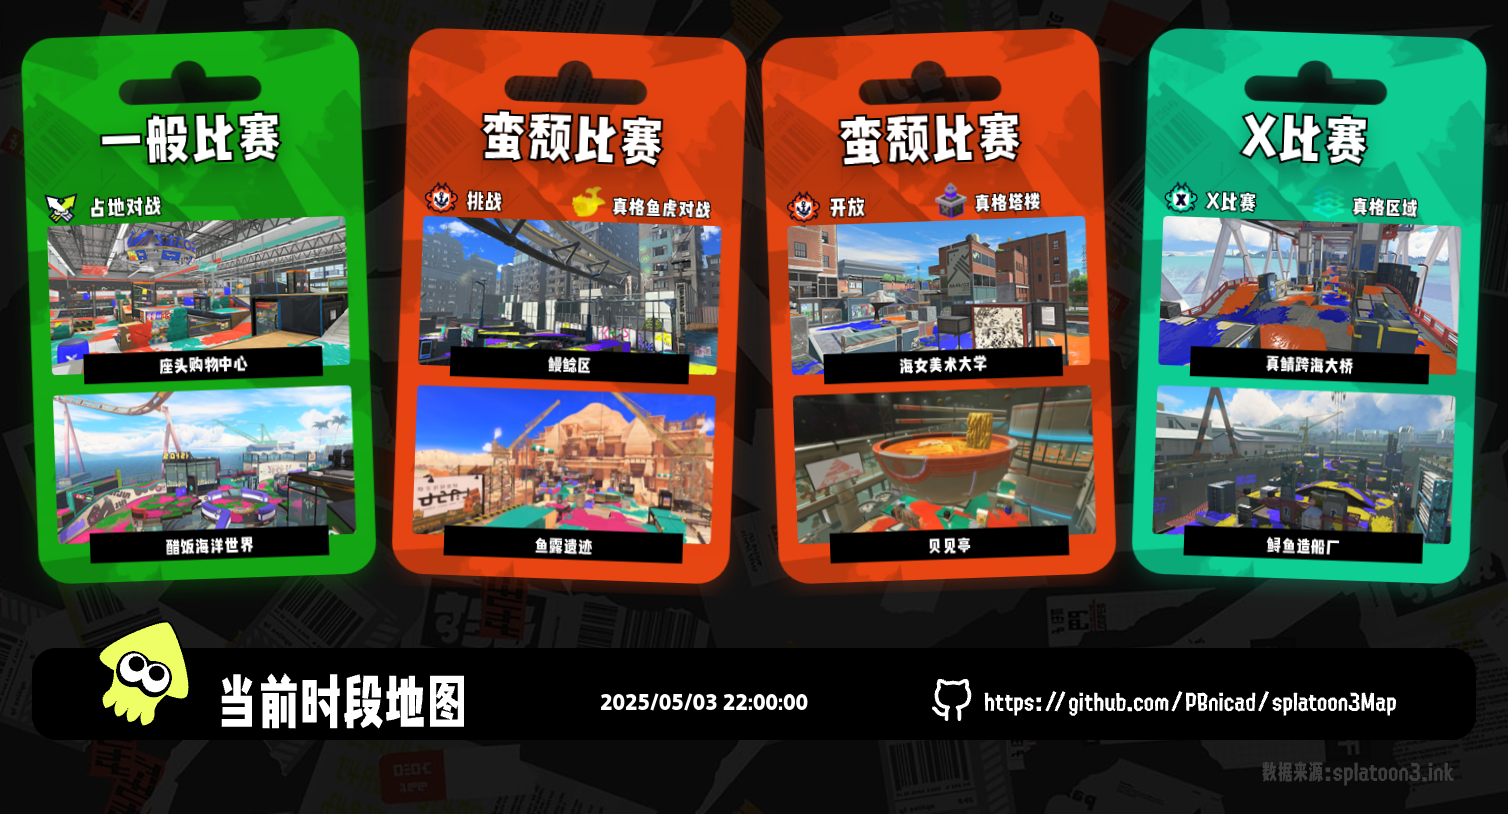 一般比赛
占地对战
座头购物中心
醋饭海洋世界
蛮颓比赛
挑战
真格鱼虎对战
鳗鲶区
鱼露遗迹
蛮颓比赛
开放
真格塔楼
海女美术大学
贝见亭
X比赛
X比赛
真格区域
真鲭跨海大桥
鲟鱼造船厂
当前时段地图
2025/05/03 22:00:00
https://github.com/PBnicad/splatoon3Map
数据来源:splatoon3.ink